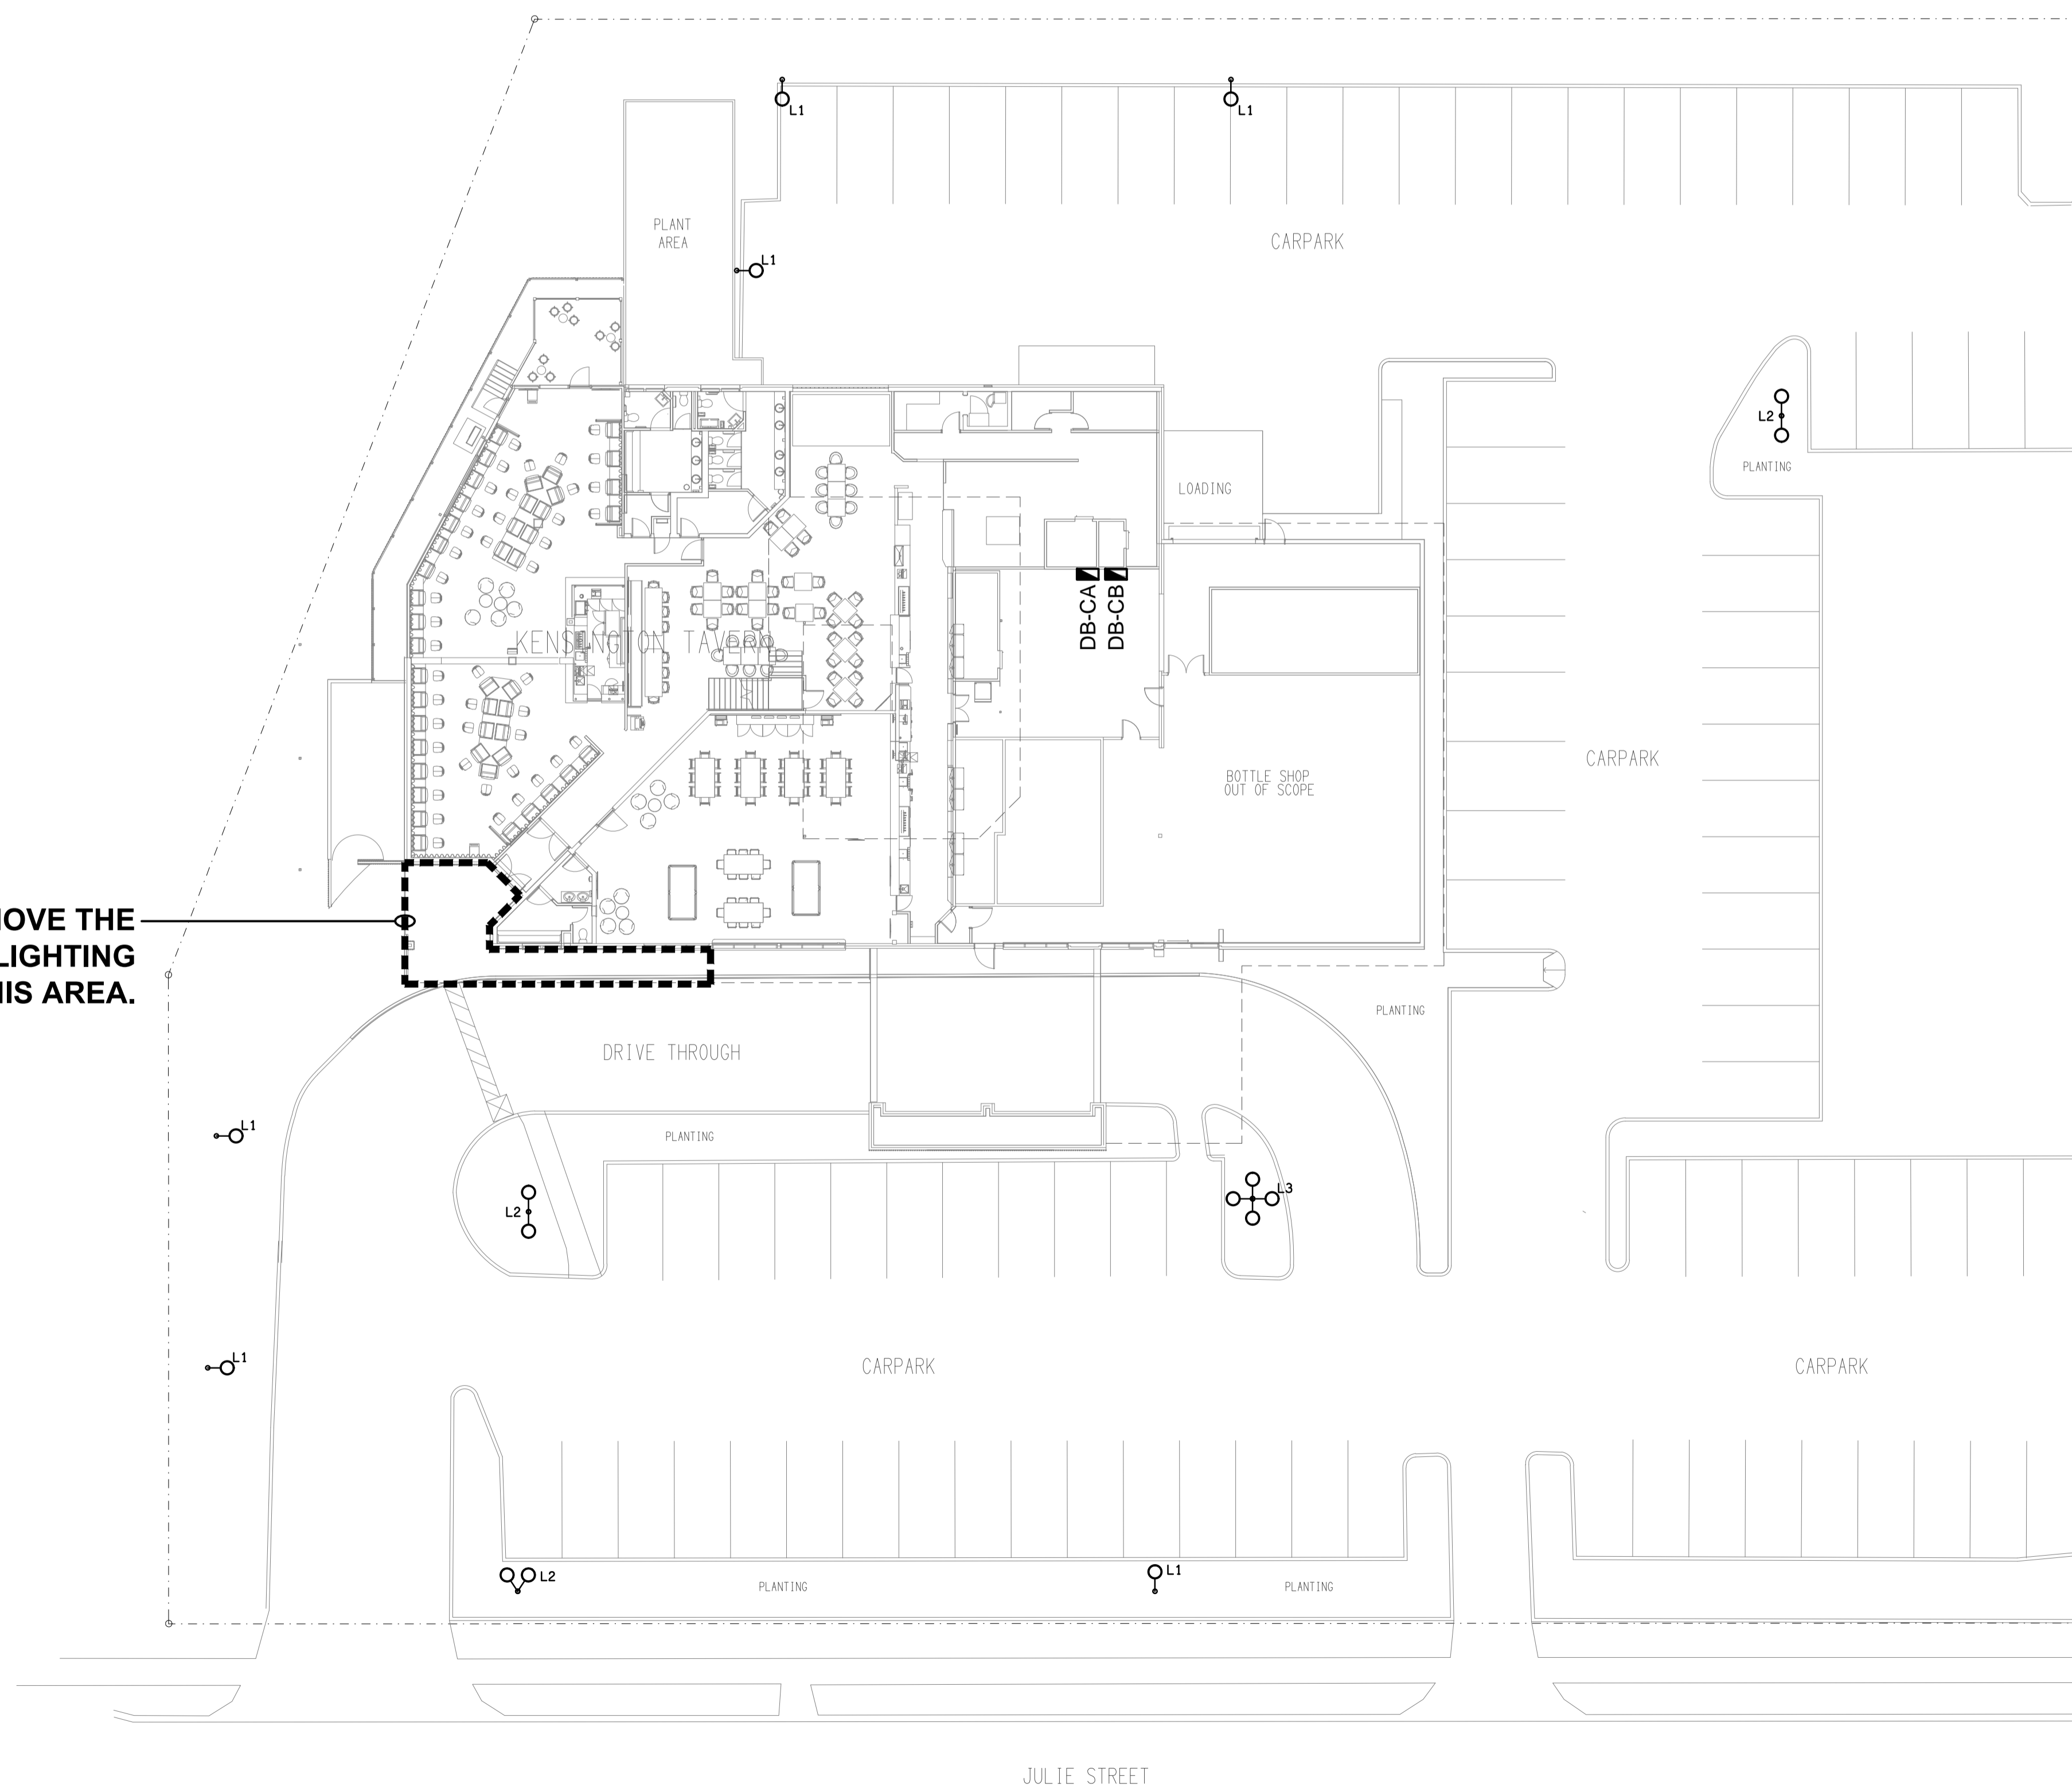 L1
L1
PLANT
AREA
CARPARK
L1
L2
PLANTING
LOADING
DB-CA
DB-CB
KENSINGTON TAVERN
CARPARK
BOTTLE SHOP
OUT OF SCOPE
THE
LIGHTING
AREA.
PLANTING
DRIVE THROUGH
L1
PLANTING
L2
L3
L1
CARPARK
CARPARK
L2
L1
PLANTING
PLANTING
JULIE STREET